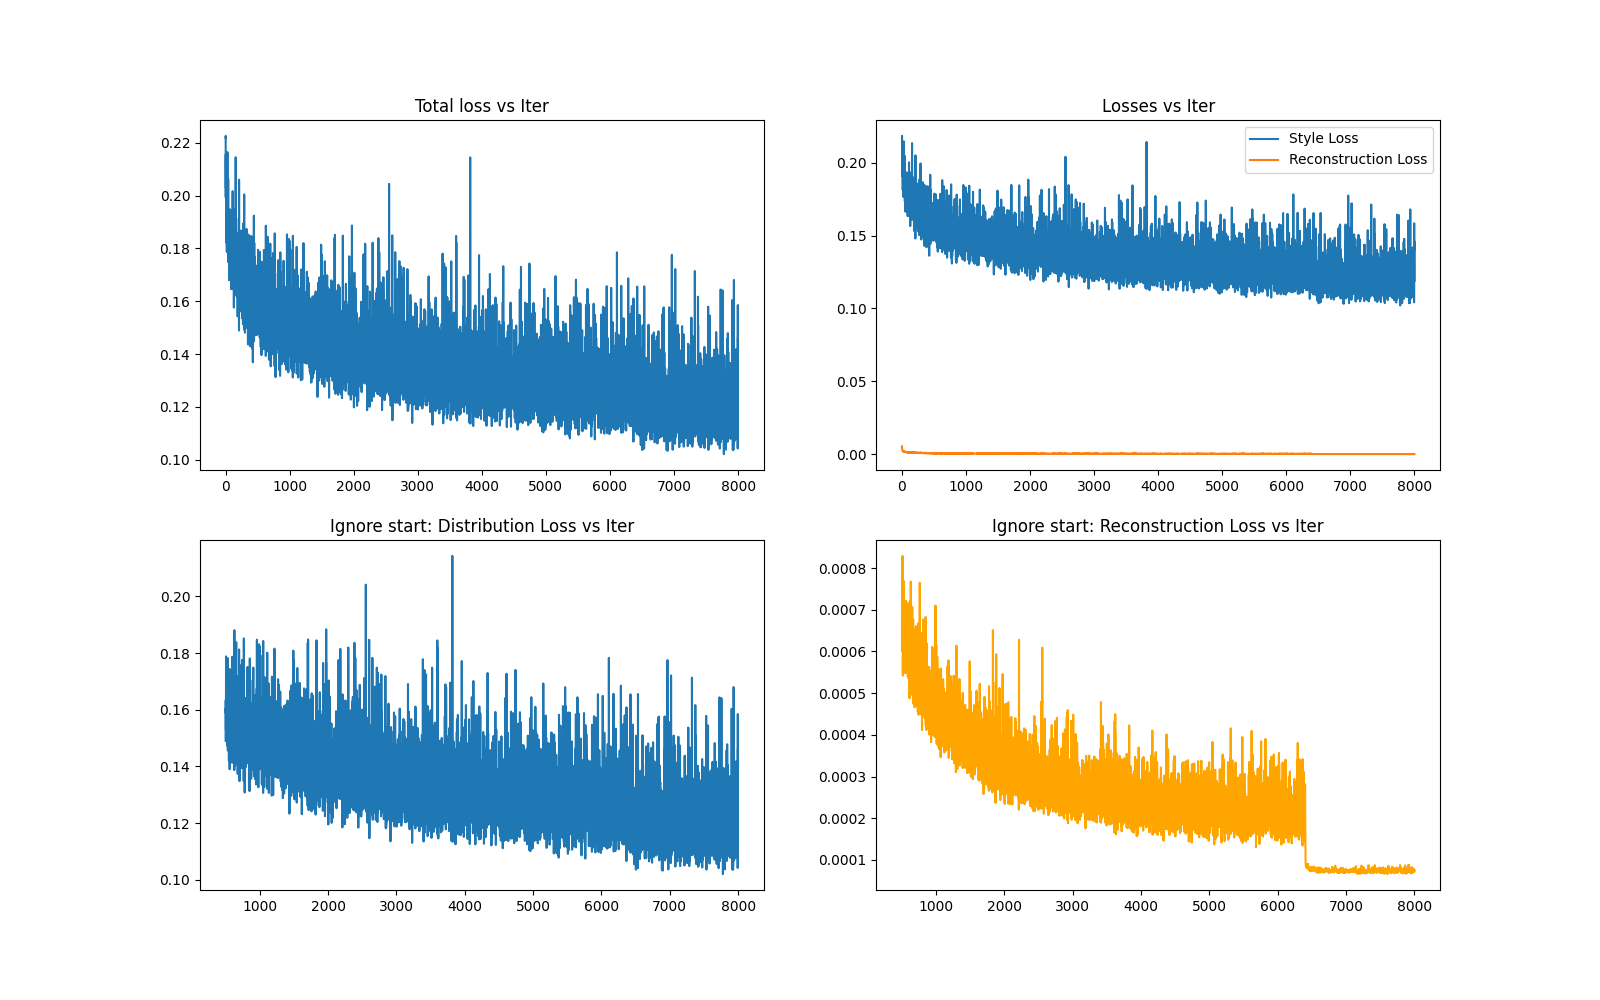 Total loss vs Iter
0.22
0.20
0.18
0.16
0.14
0.12
0.10
0 1000 2000 3000 4000 5000 6000 7000 8000
Losses vs Iter
Style Loss
Reconstruction Loss
0.20
0.15
0.10
0.05
0.00
0 1000 2000 3000 4000 5000 6000 7000 8000
Ignore start: Distribution Loss vs Iter
0.20
0.18
0.16
0.14
0.12
0.10
1000 2000 3000 4000 5000 6000 7000 8000
Ignore start: Reconstruction Loss vs Iter
0.0008
0.0007
0.0006
0.0005
0.0004
0.0003
0.0002
0.0001
1000 2000 3000 4000 5000 6000 7000 8000